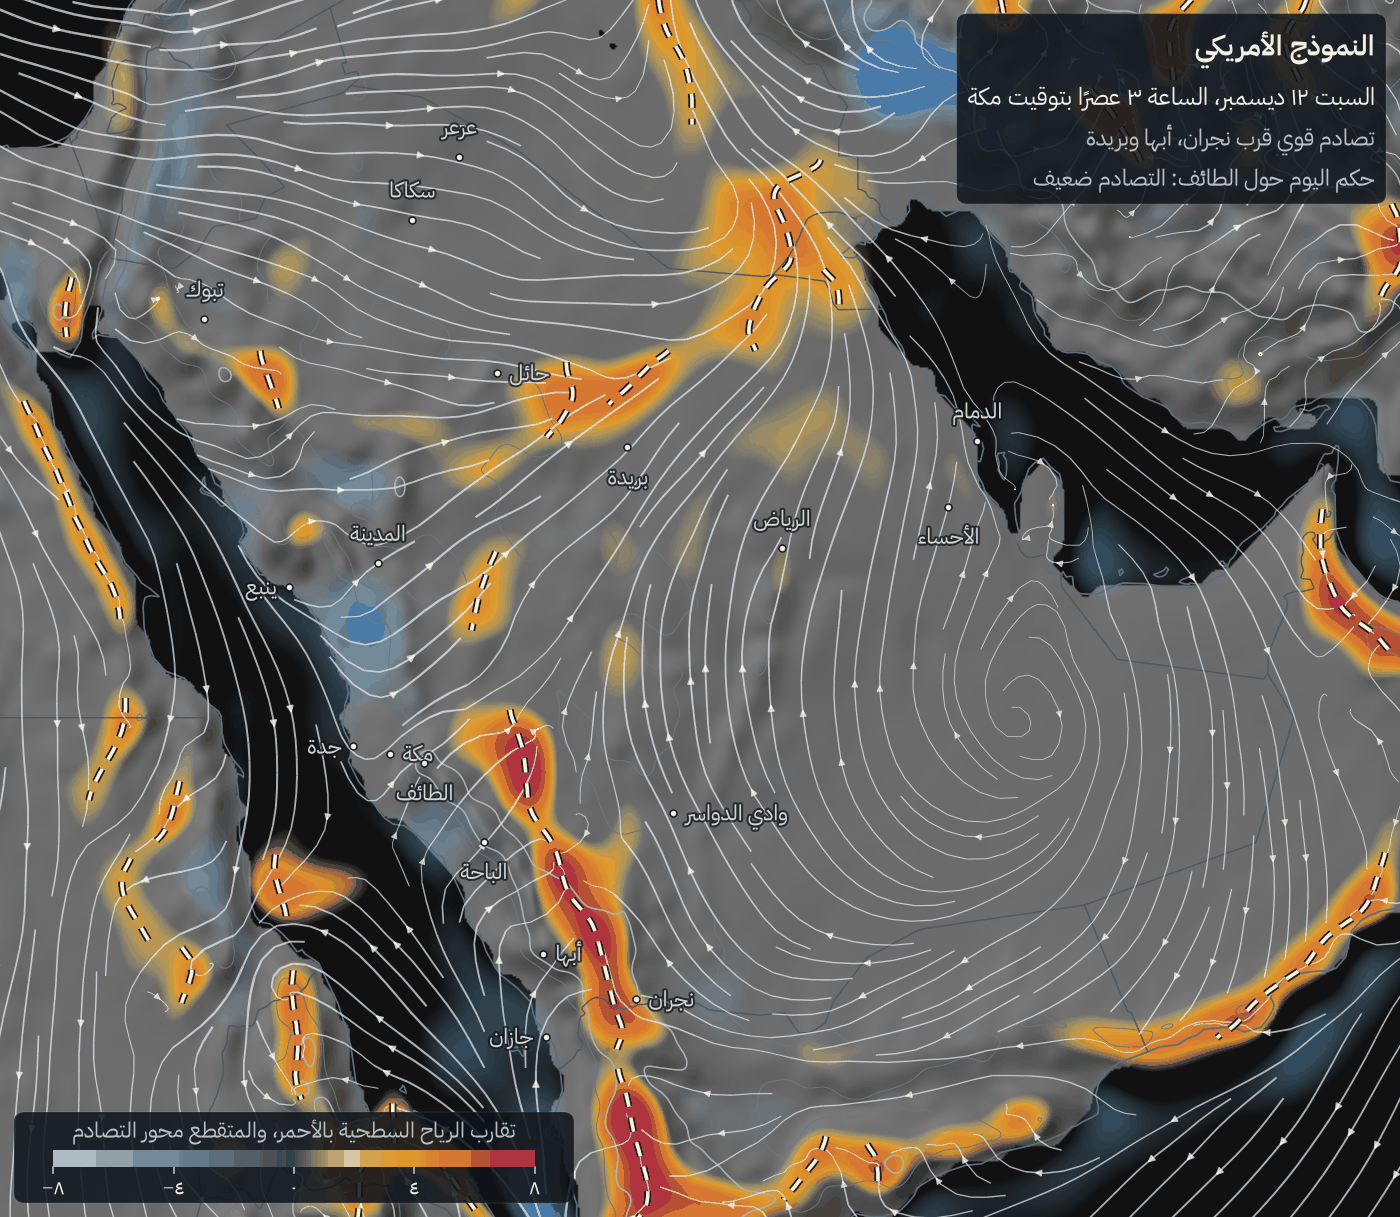 النموذج الأمريكي
السبت ١٢ ديسمبر، الساعة ٣ عصرًا بتوقيت مكة
تصادم قوي قرب نجران، أبها وبريدة
حكم اليوم حول الطائف: التصادم ضعيف
عرعر
سكاكا
تبوك
حائل
الدمام
بريدة
الرياض
المدينة
الأحساء
ينبع
جدة
مكة
الطائف
وادي الدواسر
الباحة
أبها
نجران
جازان
تقارب الرياح السطحية بالأحمر، والمتقطع محور التصادم
−٨ −٤ ٠ ٤ ٨